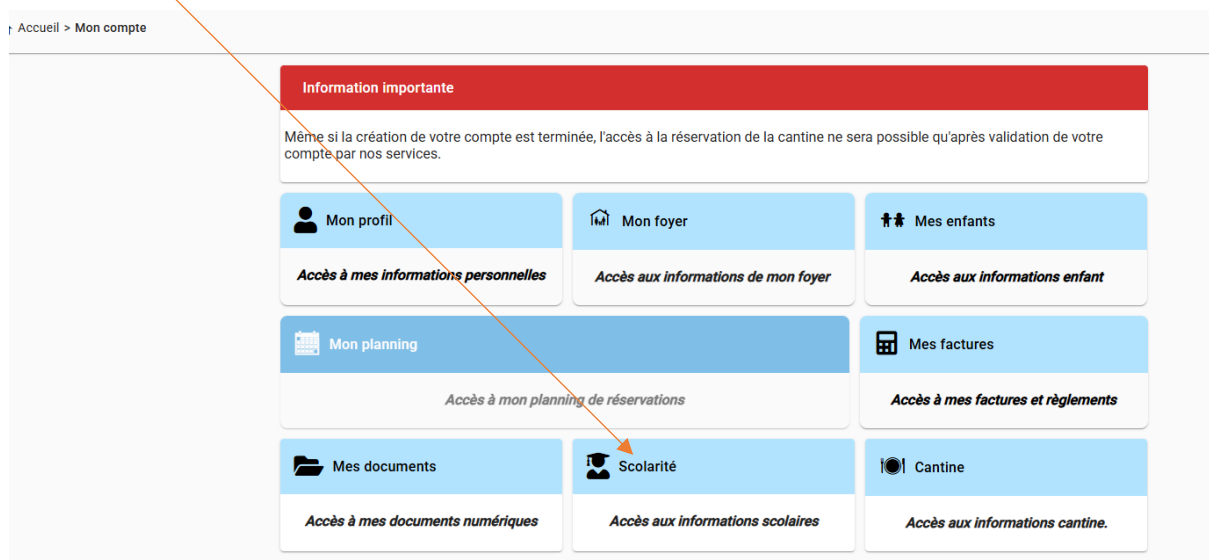 Accueil > Mon compte
Information importante
Même si la création de votre compte est terminée, l'accès à la réservation de la cantine ne sera possible qu'après validation de votre
compte par nos services.
Mon profil
Mon foyer
Mes enfants
Accès à mes informations personnelles
Accès aux informations de mon foyer
Accès aux informations enfant
Mon planning
Mes factures
Accès à mon planning de réservations
Accès à mes factures et règlements
Mes documents
Scolarité
Cantine
Accès à mes documents numériques
Accès aux informations scolaires
Accès aux informations cantine.